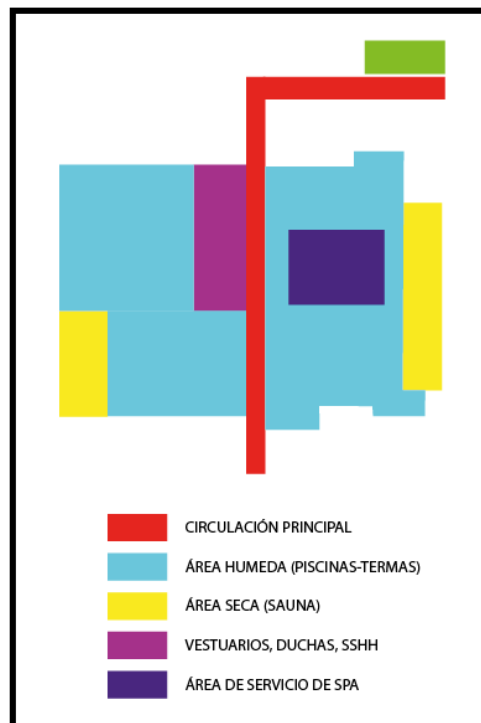 CIRCULACIÓN PRINCIPAL
ÁREA HUMEDA (PISCINAS-TERMAS)
ÁREA SECA (SAUNA)
VESTUARIOS, DUCHAS, SSHH
ÁREA DE SERVICIO DE SPA